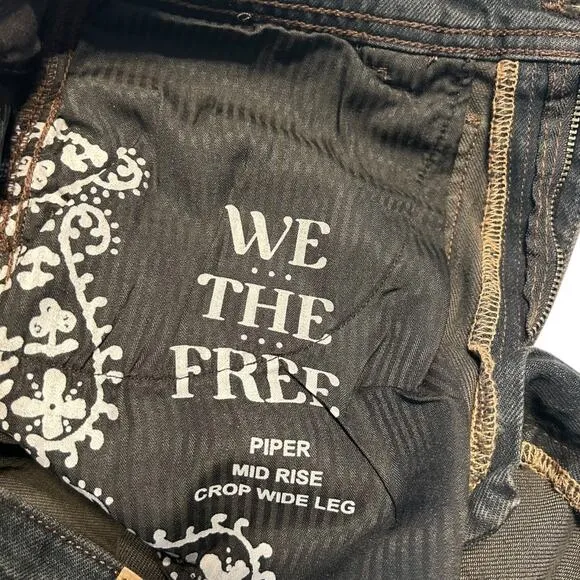 WE
THE
FREE
PIPER
MID RISE
CROP WIDE LEG